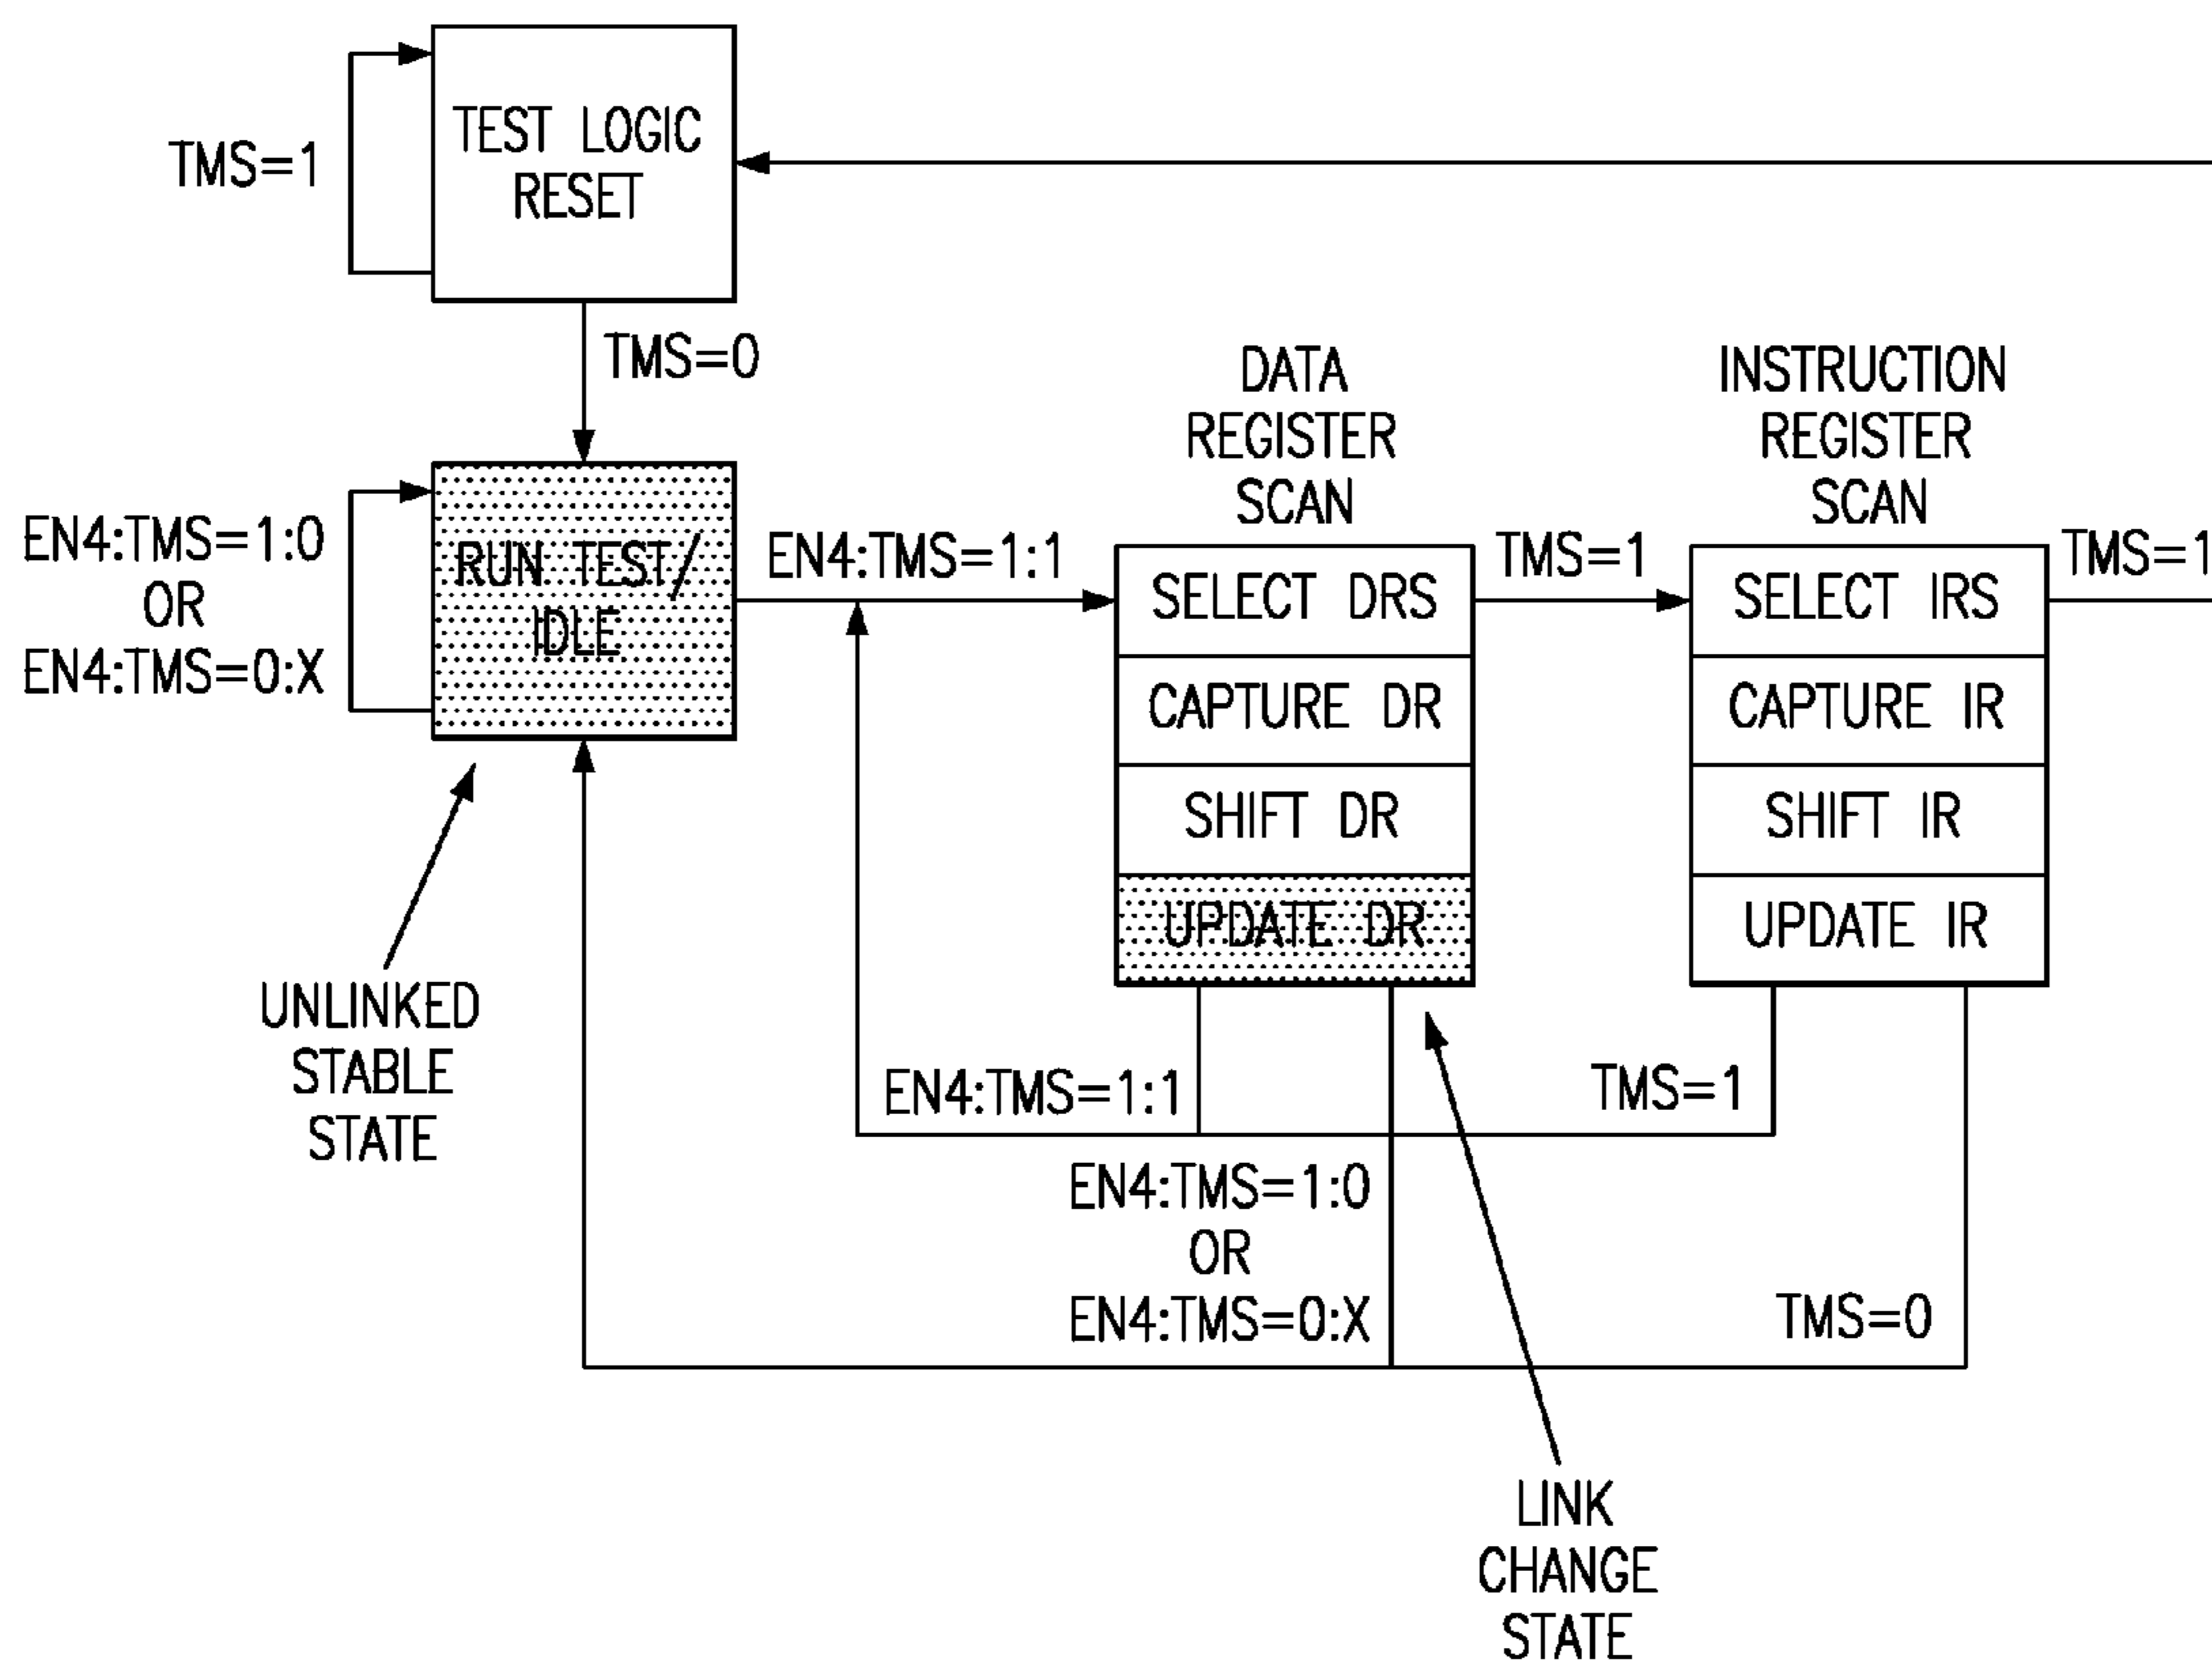 TEST LOGIC
RESET
TMS=1
TMS=0
EN4:TMS=1:0
OR
EN4:TMS=0:X
RUN TEST/
IDLE
EN4:TMS=1:1
UNLINKED
STABLE
STATE
DATA
REGISTER
SCAN
SELECT DRS
CAPTURE DR
SHIFT DR
UPDATE DR
TMS=1
INSTRUCTION
REGISTER
SCAN
SELECT IRS
CAPTURE IR
SHIFT IR
UPDATE IR
TMS=1
EN4:TMS=1:1
TMS=1
EN4:TMS=1:0
OR
EN4:TMS=0:X
TMS=0
LINK
CHANGE
STATE